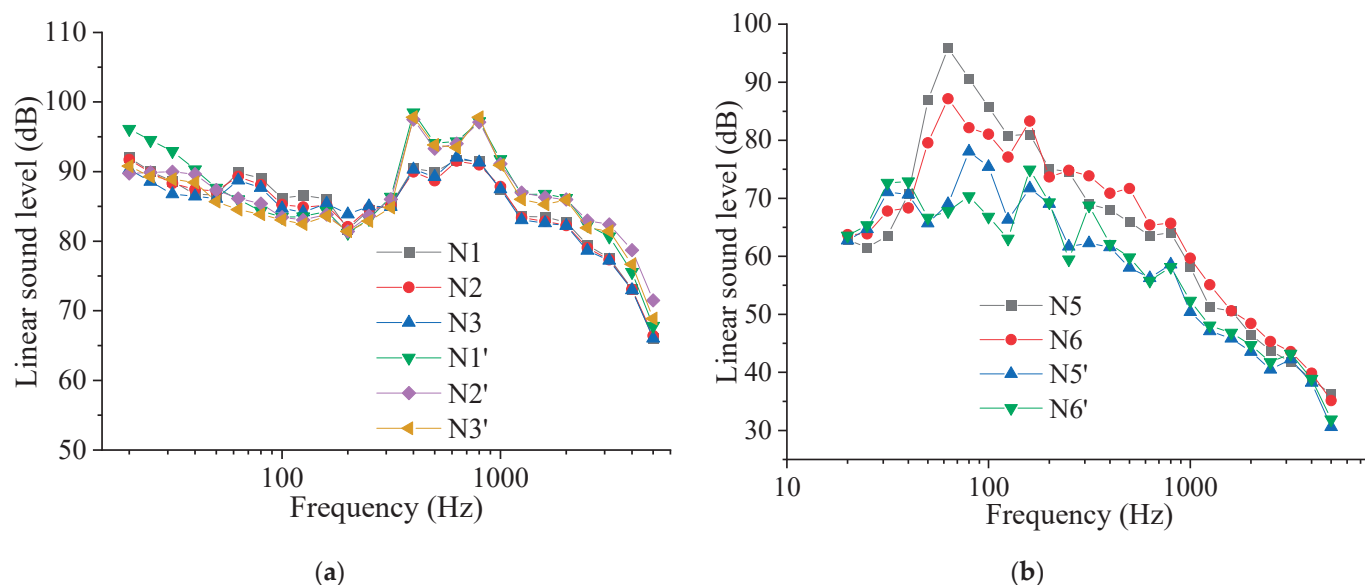 110
100
90
80
70
60
50
Linear sound level (dB)
N1
N2
N3
N1'
N2'
N3'
100
1000
Frequency (Hz)
(a)
100
90
80
70
60
50
40
30
Linear sound level (dB)
N5
N6
N5'
N6'
10
100
1000
Frequency (Hz)
(b)